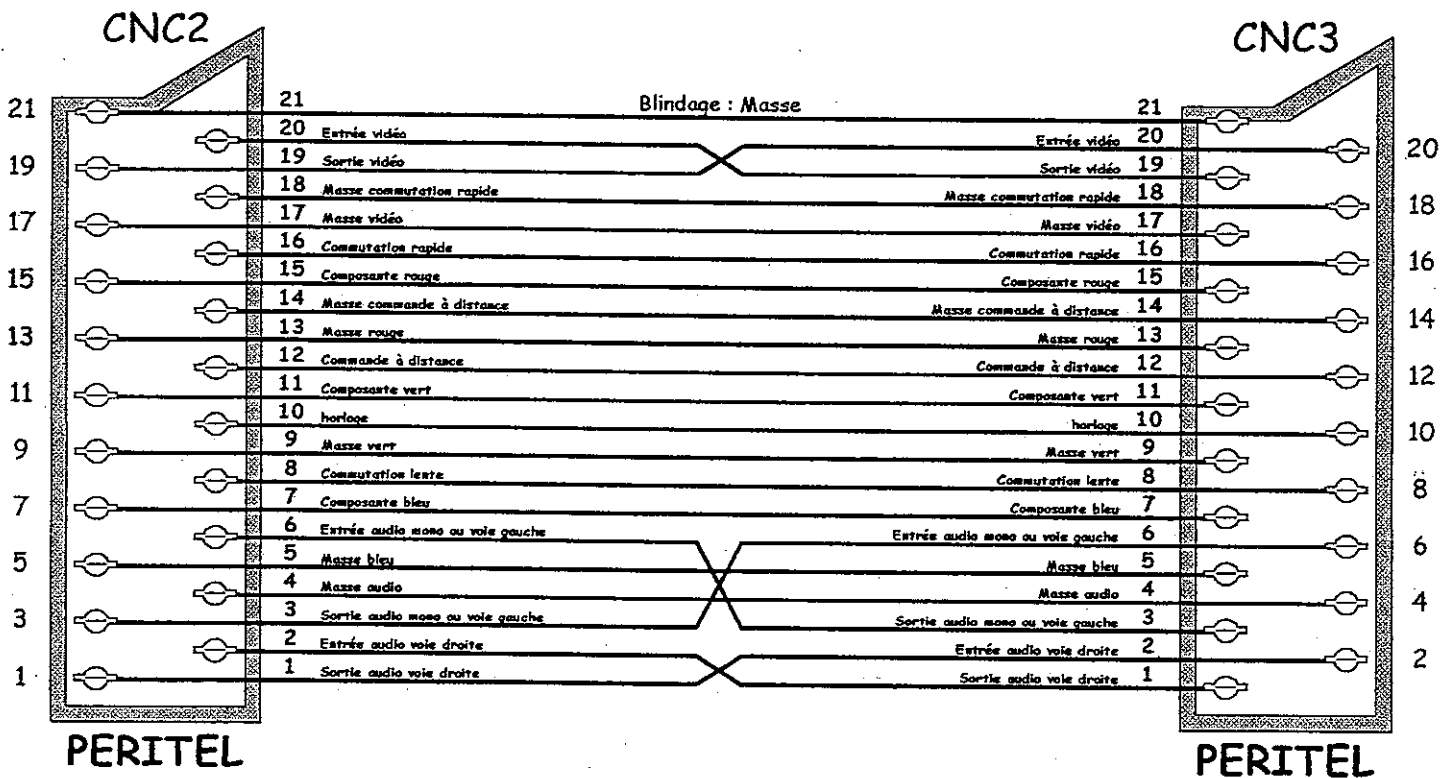 CNC2 CNC3
21 21 Blindage : Masse 21
20 Entrée vidéo Entrée vidéo 20 20
19 19 Sortie vidéo Sortie vidéo 19
18 Masse commutation rapide Masse commutation rapide 18 18
17 17 Masse vidéo Masse vidéo 17
16 Commutation rapide Commutation rapide 16 16
15 15 Composante rouge Composante rouge 15
14 Masse commande à distance Masse commande à distance 14 14
13 13 Masse rouge Masse rouge 13
12 Commande à distance Commande à distance 12 12
11 11 Composante vert Composante vert 11
10 horloge horloge 10 10
9 9 Masse vert Masse vert 9
8 Commutation lente Commutation lente 8 8
7 7 Composante bleu Composante bleu 7
6 Entrée audio mono ou voie gauche Entrée audio mono ou voie gauche 6 6
5 5 Masse bleu Masse bleu 5
4 Masse audio Masse audio 4 4
3 3 Sortie audio mono ou voie gauche Sortie audio mono ou voie gauche 3
2 Entrée audio voie droite Entrée audio voie droite 2 2
1 1 Sortie audio voie droite Sortie audio voie droite 1
PERITEL PERITEL